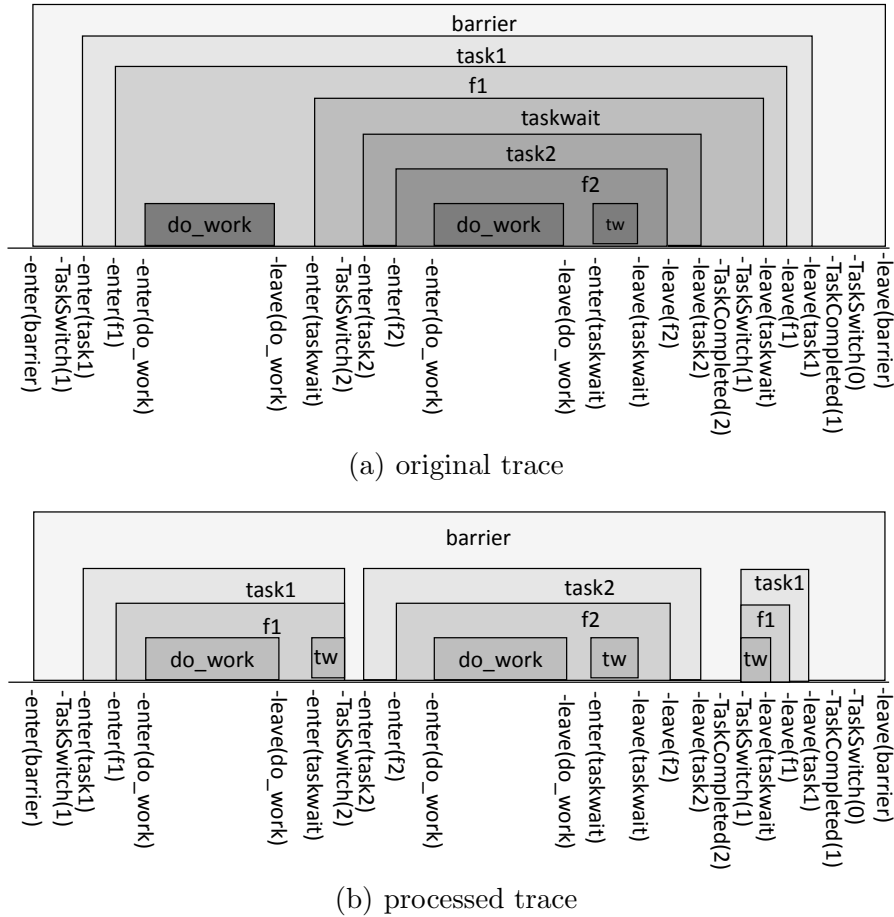 barrier
task1
f1
taskwait
task2
f2
do_work
do_work
tw
-enter(barrier)
-TaskSwitch(1)
-enter(task1)
-enter(f1)
-enter(do_work)
-leave(do_work)
-enter(taskwait)
-TaskSwitch(2)
-enter(task2)
-enter(f2)
-enter(do_work)
-leave(do_work)
-enter(taskwait)
-leave(taskwait)
-leave(f2)
-leave(task2)
-TaskCompleted(2)
-TaskSwitch(1)
-leave(taskwait)
-leave(f1)
-leave(task1)
-TaskCompleted(1)
-TaskSwitch(0)
-leave(barrier)
(a) original trace
barrier
task1
task2
task1
f1
f2
f1
do_work
tw
do_work
tw
tw
-enter(barrier)
-TaskSwitch(1)
-enter(task1)
-enter(f1)
-enter(do_work)
-leave(do_work)
-enter(taskwait)
-TaskSwitch(2)
-enter(task2)
-enter(f2)
-enter(do_work)
-leave(do_work)
-enter(taskwait)
-leave(taskwait)
-leave(f2)
-leave(task2)
-TaskCompleted(2)
-TaskSwitch(1)
-leave(taskwait)
-leave(f1)
-leave(task1)
-TaskCompleted(1)
-TaskSwitch(0)
-leave(barrier)
(b) processed trace